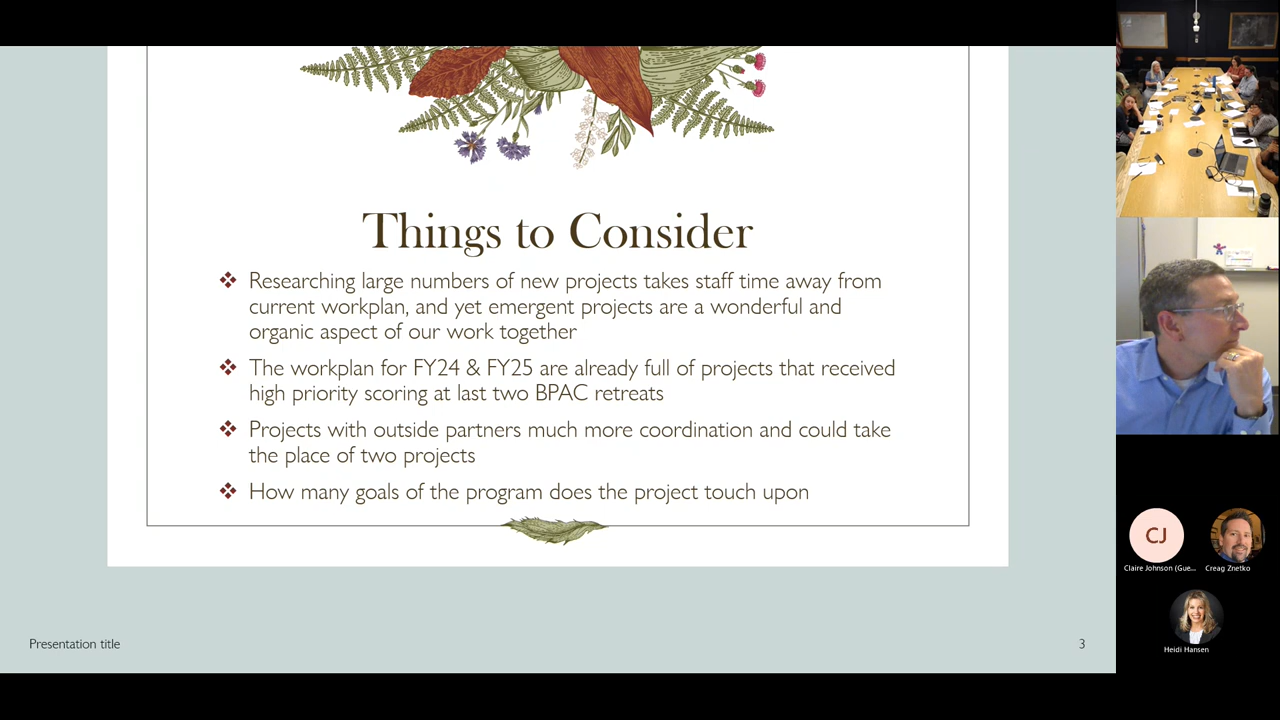 Things to Consider
❖ Researching large numbers of new projects takes staff time away from
current workplan, and yet emergent projects are a wonderful and
organic aspect of our work together
❖ The workplan for FY24 & FY25 are already full of projects that received
high priority scoring at last two BPAC retreats
❖ Projects with outside partners much more coordination and could take
the place of two projects
❖ How many goals of the program does the project touch upon
Presentation title
3
CJ
Claire Johnson (Gue...
Creag Znetko
Heidi Hansen